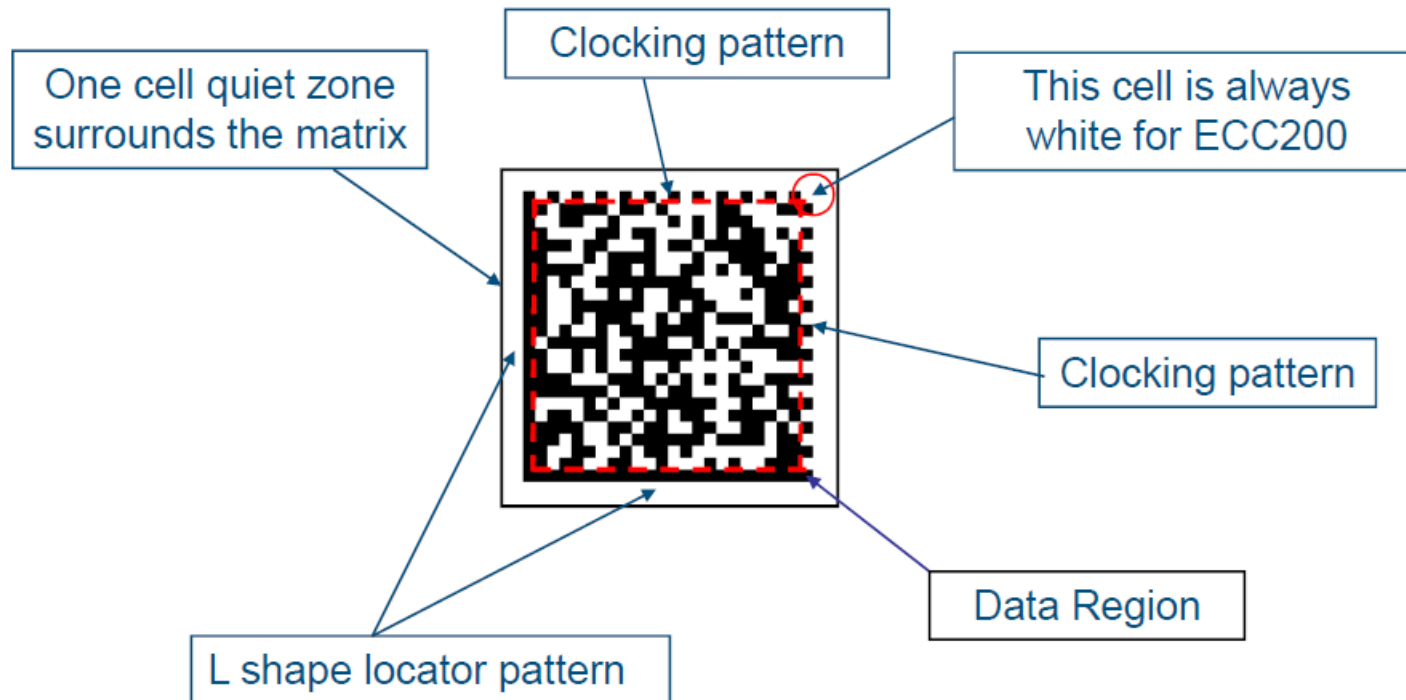 Clocking pattern
One cell quiet zone
surrounds the matrix
This cell is always
white for ECC200
Clocking pattern
Data Region
L shape locator pattern